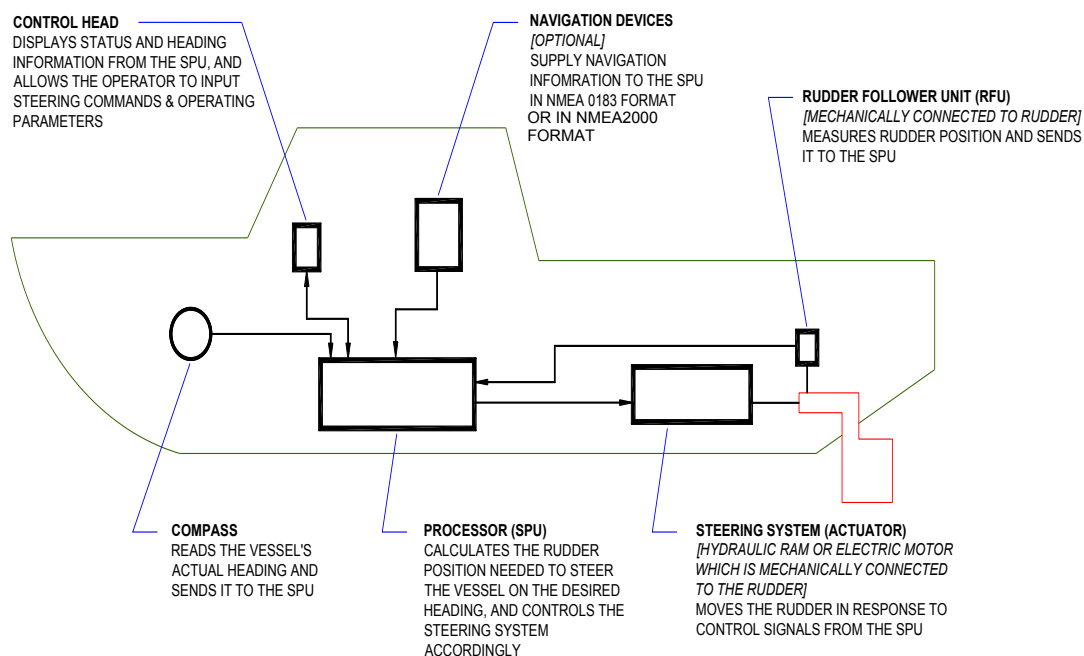 CONTROL HEAD
DISPLAYS STATUS AND HEADING
INFORMATION FROM THE SPU, AND
ALLOWS THE OPERATOR TO INPUT
STEERING COMMANDS & OPERATING
PARAMETERS
NAVIGATION DEVICES
[OPTIONAL]
SUPPLY NAVIGATION
INFOMRATION TO THE SPU
IN NMEA 0183 FORMAT
OR IN NMEA2000
FORMAT
RUDDER FOLLOWER UNIT (RFU)
[MECHANICALLY CONNECTED TO RUDDER]
MEASURES RUDDER POSITION AND SENDS
IT TO THE SPU
COMPASS
READS THE VESSEL'S
ACTUAL HEADING AND
SENDS IT TO THE SPU
PROCESSOR (SPU)
CALCULATES THE RUDDER
POSITION NEEDED TO STEER
THE VESSEL ON THE DESIRED
HEADING, AND CONTROLS THE
STEERING SYSTEM
ACCORDINGLY
STEERING SYSTEM (ACTUATOR)
[HYDRAULIC RAM OR ELECTRIC MOTOR
WHICH IS MECHANICALLY CONNECTED
TO THE RUDDER]
MOVES THE RUDDER IN RESPONSE TO
CONTROL SIGNALS FROM THE SPU